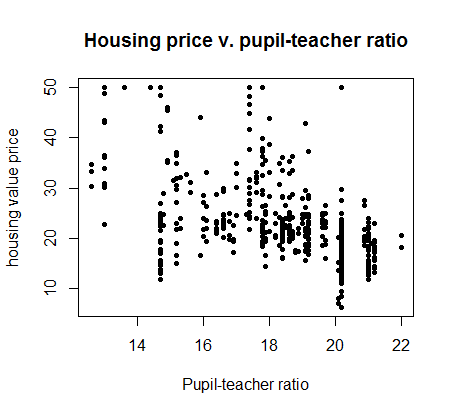 Housing price v. pupil-teacher ratio
housing value price
50
40
30
20
10
14 16 18 20 22
Pupil-teacher ratio